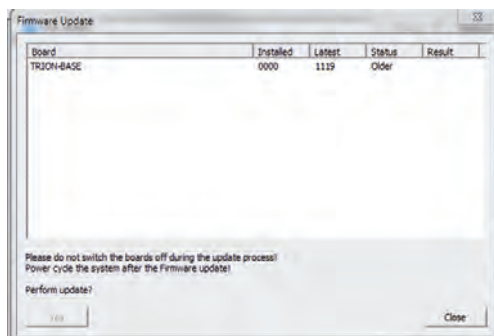 Firmware Update
Board Installed Latest Status Result
TRION-BASE 0000 1119 Older
Please do not switch the boards off during the update process!
Power cycle the system after the Firmware update!
Perform update?
Close